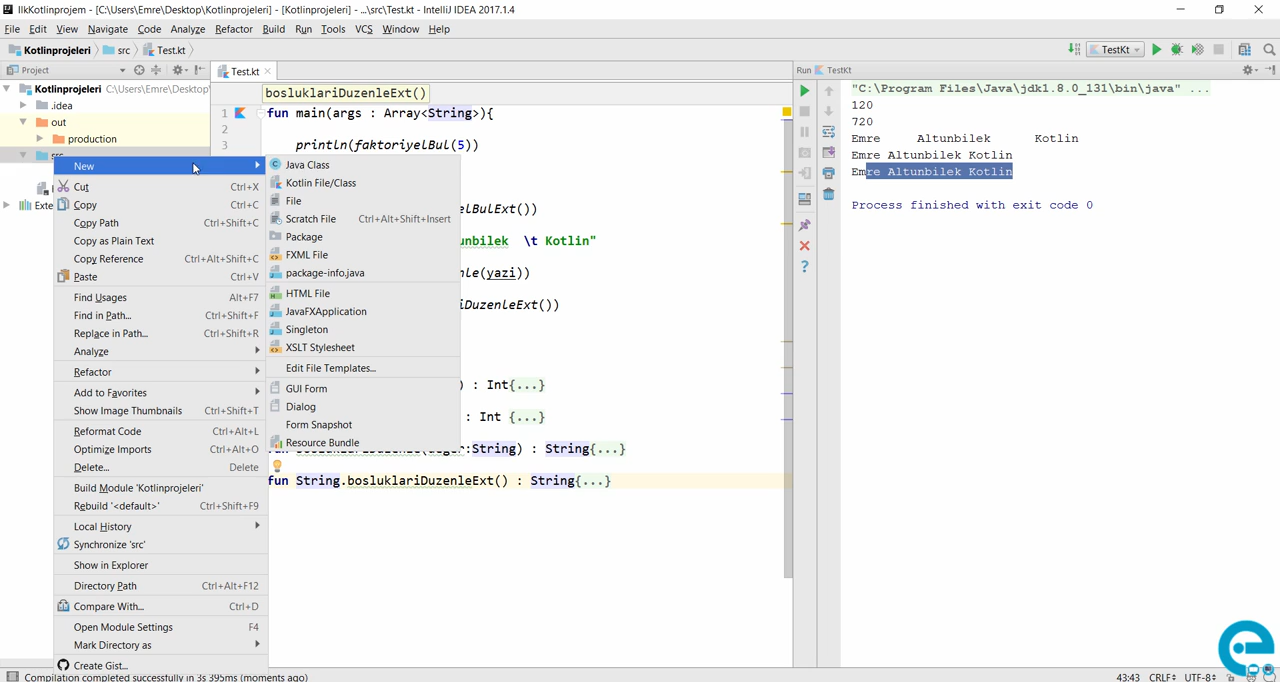 IlkKotlinprojem - [C:\Users\Emre\Desktop\Kotlinprojeleri] - [Kotlinprojeleri] - ...\src\Test.kt - IntelliJ IDEA 2017.1.4
File Edit View Navigate Code Analyze Refactor Build Run Tools VCS Window Help
Kotlinprojeleri src Test.kt TestKt
Project Test.kt Run TestKt
Kotlinprojeleri C:\Users\Emre\Desktop\
.idea
out
production
src
bosluklariDuzenleExt()
1 fun main(args : Array<String>){
2
3 println(faktoriyelBul(5))
elBulExt())
nbilek \t Kotlin"
le(yazi))
iDuzenleExt())
) : Int{...}
: Int {...}
String) : String{...}
fun String.bosluklariDuzenleExt() : String{...}
New
Cut Ctrl+X
Copy Ctrl+C
Copy Path Ctrl+Shift+C
Copy as Plain Text
Copy Reference Ctrl+Alt+Shift+C
Paste Ctrl+V
Find Usages Alt+F7
Find in Path... Ctrl+Shift+F
Replace in Path... Ctrl+Shift+R
Analyze
Refactor
Add to Favorites
Show Image Thumbnails Ctrl+Shift+T
Reformat Code Ctrl+Alt+L
Optimize Imports Ctrl+Alt+O
Delete... Delete
Build Module 'Kotlinprojeleri'
Rebuild '<default>' Ctrl+Shift+F9
Local History
Synchronize 'src'
Show in Explorer
Directory Path Ctrl+Alt+F12
Compare With... Ctrl+D
Open Module Settings F4
Mark Directory as
Create Gist...
Java Class
Kotlin File/Class
File
Scratch File Ctrl+Alt+Shift+Insert
Package
FXML File
package-info.java
HTML File
JavaFXApplication
Singleton
XSLT Stylesheet
Edit File Templates...
GUI Form
Dialog
Form Snapshot
Resource Bundle
"C:\Program Files\Java\jdk1.8.0_131\bin\java" ...
120
720
Emre Altunbilek Kotlin
Emre Altunbilek Kotlin
Emre Altunbilek Kotlin
Process finished with exit code 0
Compilation completed successfully in 3s 395ms (moments ago) 43:43 CRLF UTF-8